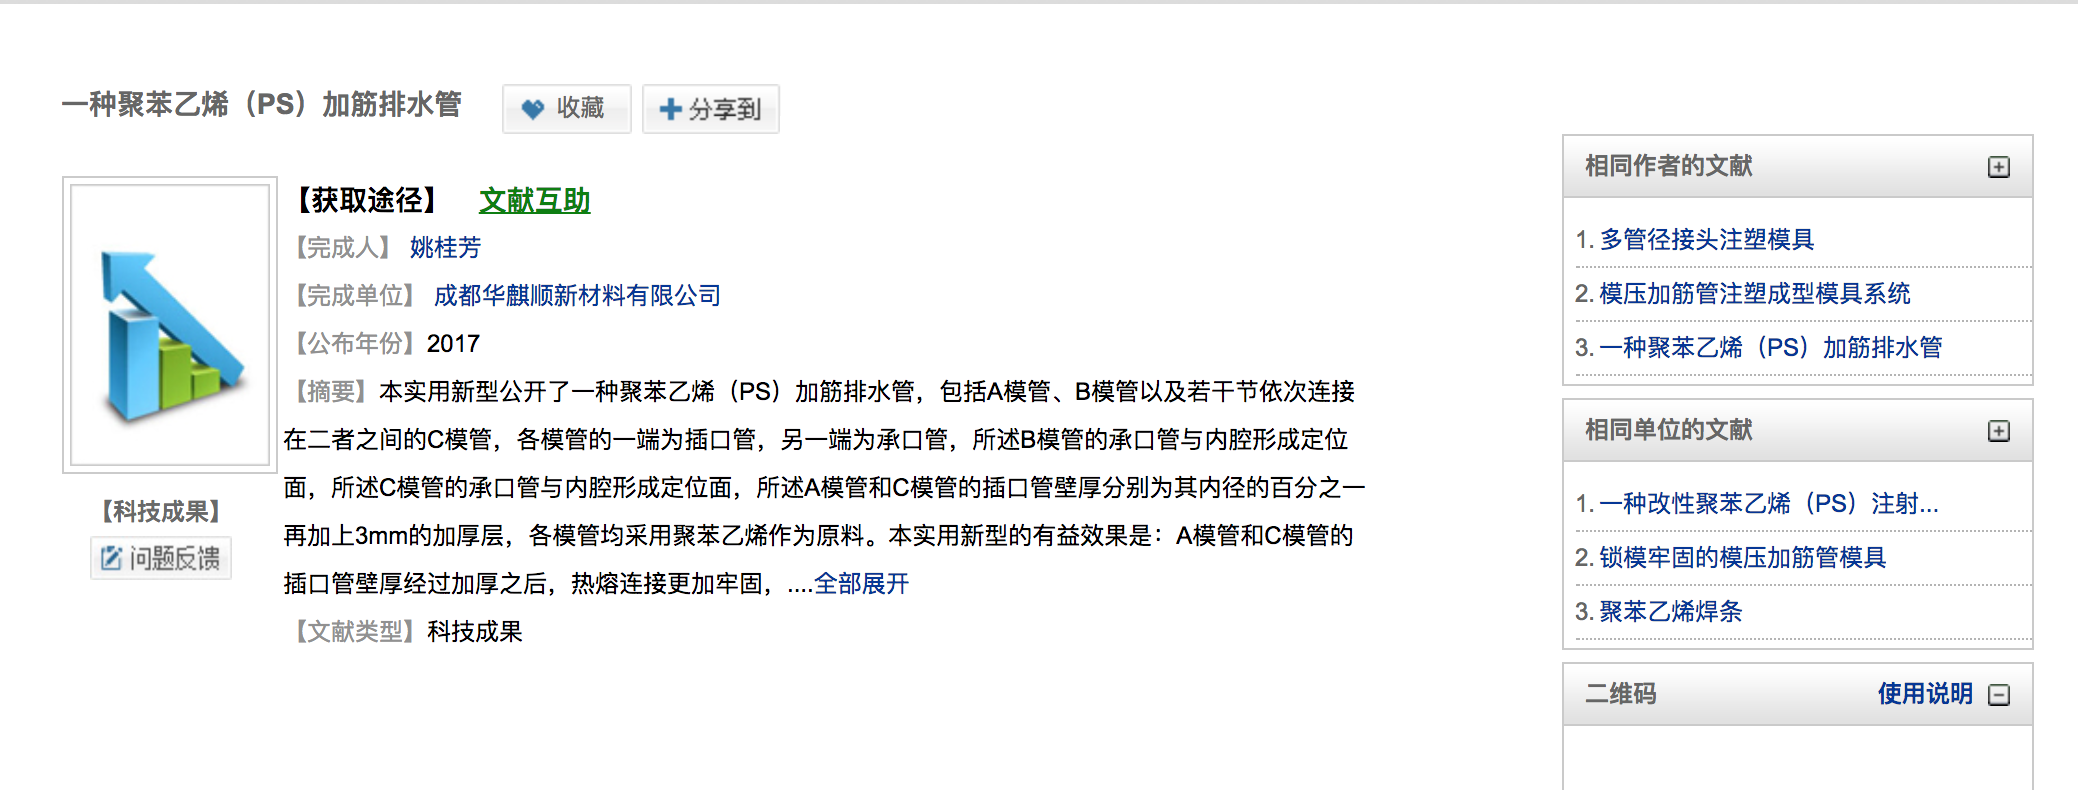 一种聚苯乙烯（PS）加筋排水管
收藏
分享到
【获取途径】 文献互助
【完成人】 姚桂芳
【完成单位】 成都华麒顺新材料有限公司
【公布年份】2017
【摘要】本实用新型公开了一种聚苯乙烯（PS）加筋排水管，包括A模管、B模管以及若干节依次连接
在二者之间的C模管，各模管的一端为插口管，另一端为承口管，所述B模管的承口管与内腔形成定位
面，所述C模管的承口管与内腔形成定位面，所述A模管和C模管的插口管壁厚分别为其内径的百分之一
再加上3mm的加厚层，各模管均采用聚苯乙烯作为原料。本实用新型的有益效果是：A模管和C模管的
插口管壁厚经过加厚之后，热熔连接更加牢固，....全部展开
【文献类型】科技成果
【科技成果】
问题反馈
相同作者的文献
1. 多管径接头注塑模具
2. 模压加筋管注塑成型模具系统
3. 一种聚苯乙烯（PS）加筋排水管
相同单位的文献
1. 一种改性聚苯乙烯（PS）注射...
2. 锁模牢固的模压加筋管模具
3. 聚苯乙烯焊条
二维码 使用说明